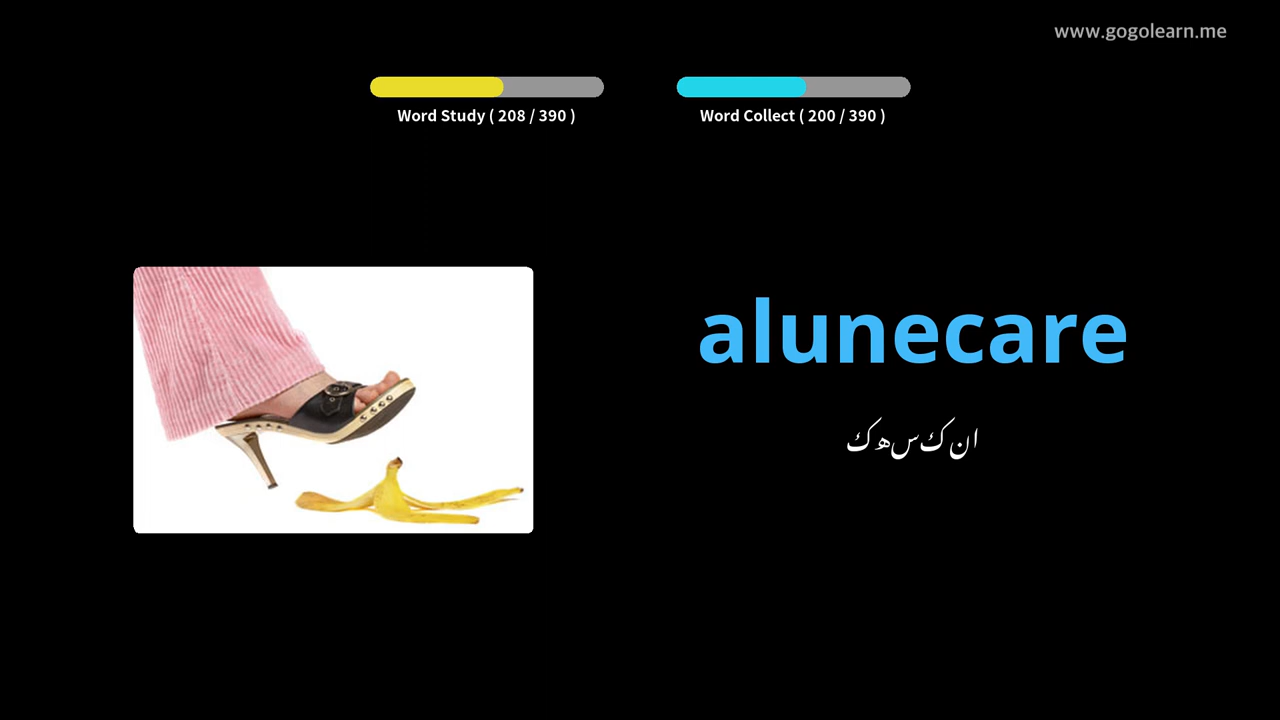 www.gogolearn.me
Word Study ( 208 / 390 )
Word Collect ( 200 / 390 )
alunecare
ان ک س ھ ک